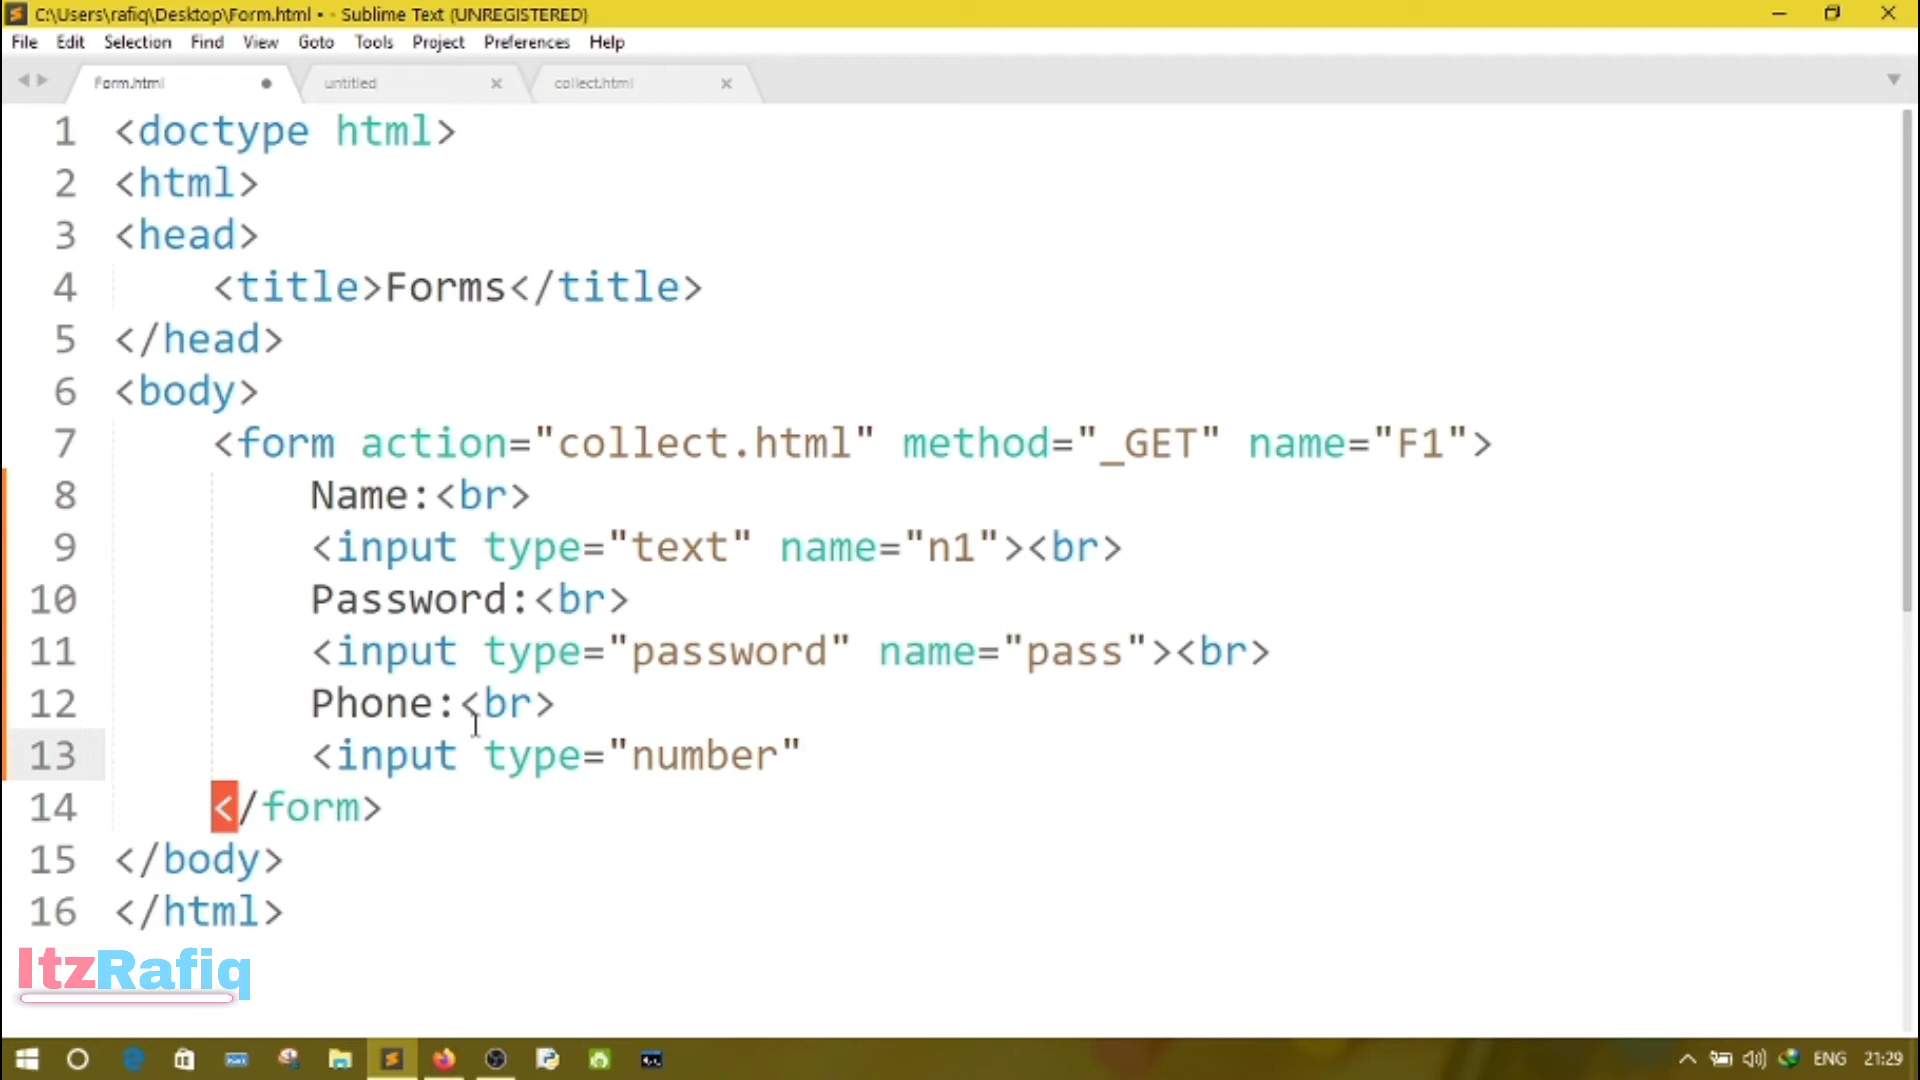 C:\Users\rafiq\Desktop\Form.html • - Sublime Text (UNREGISTERED)
File Edit Selection Find View Goto Tools Project Preferences Help
Form.html untitled collect.html
1 <doctype html>
2 <html>
3 <head>
4 <title>Forms</title>
5 </head>
6 <body>
7 <form action="collect.html" method="_GET" name="F1">
8 Name:<br>
9 <input type="text" name="n1"><br>
10 Password:<br>
11 <input type="password" name="pass"><br>
12 Phone:<br>
13 <input type="number"
14 </form>
15 </body>
16 </html>
ItzRafiq
ENG 21:29